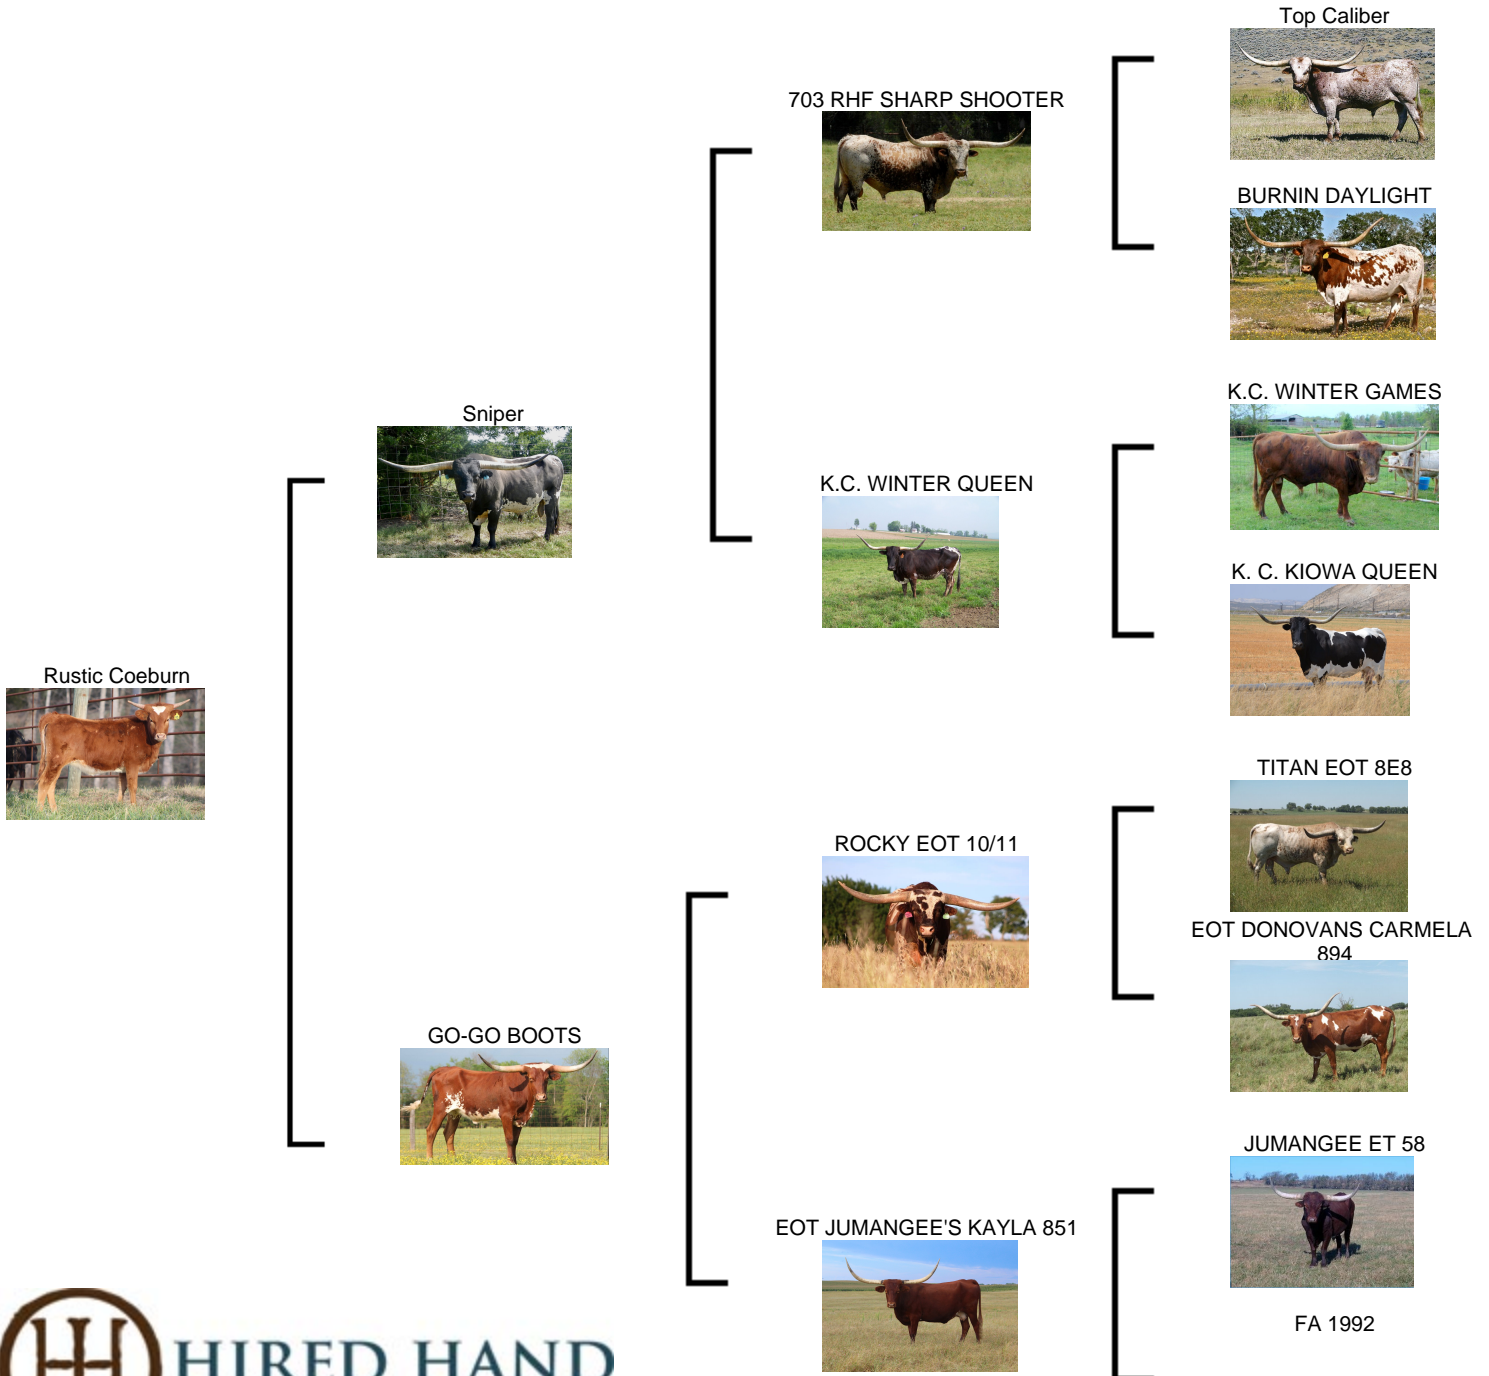 Top Caliber
703 RHF SHARP SHOOTER
BURNIN DAYLIGHT
K.C. WINTER GAMES
Sniper
K.C. WINTER QUEEN
K. C. KIOWA QUEEN
Rustic Coeburn
TITAN EOT 8E8
ROCKY EOT 10/11
EOT DONOVANS CARMELA
894
GO-GO BOOTS
JUMANGEE ET 58
EOT JUMANGEE'S KAYLA 851
FA 1992
HIRED HAND